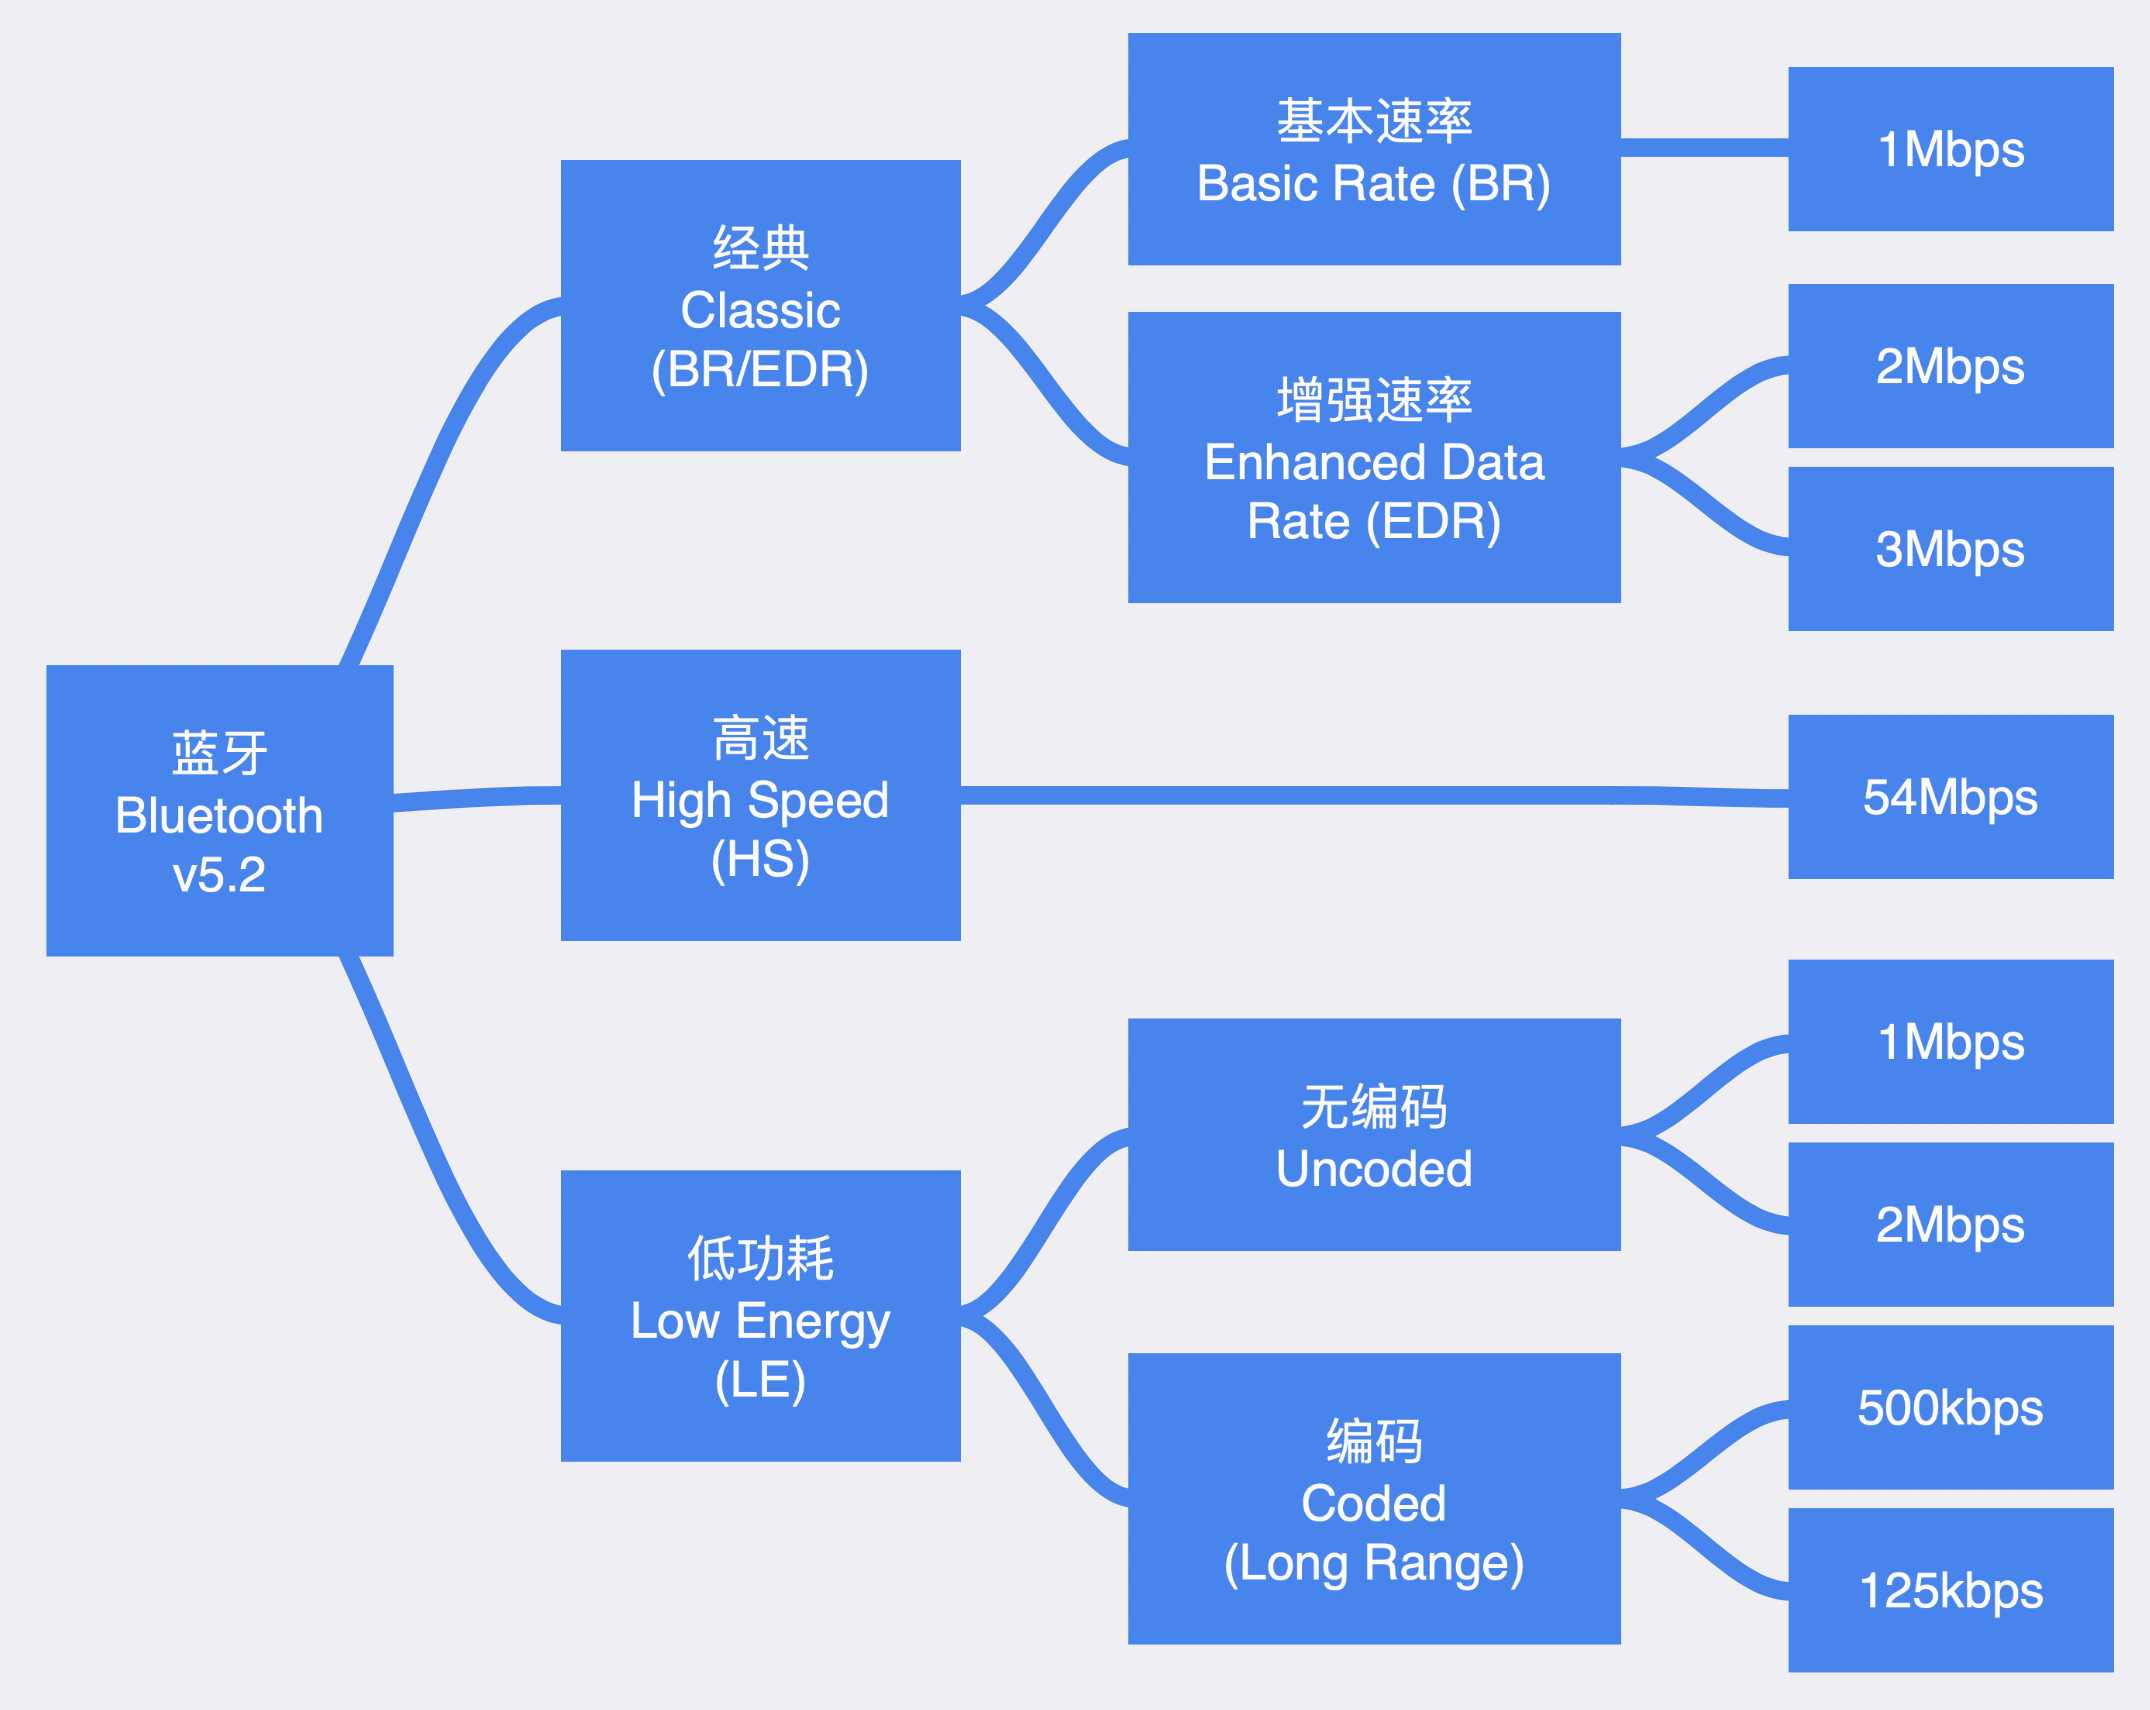 蓝牙
Bluetooth
v5.2
经典
Classic
(BR/EDR)
基本速率
Basic Rate (BR)
1Mbps
增强速率
Enhanced Data
Rate (EDR)
2Mbps
3Mbps
高速
High Speed
(HS)
54Mbps
低功耗
Low Energy
(LE)
无编码
Uncoded
1Mbps
2Mbps
编码
Coded
(Long Range)
500kbps
125kbps